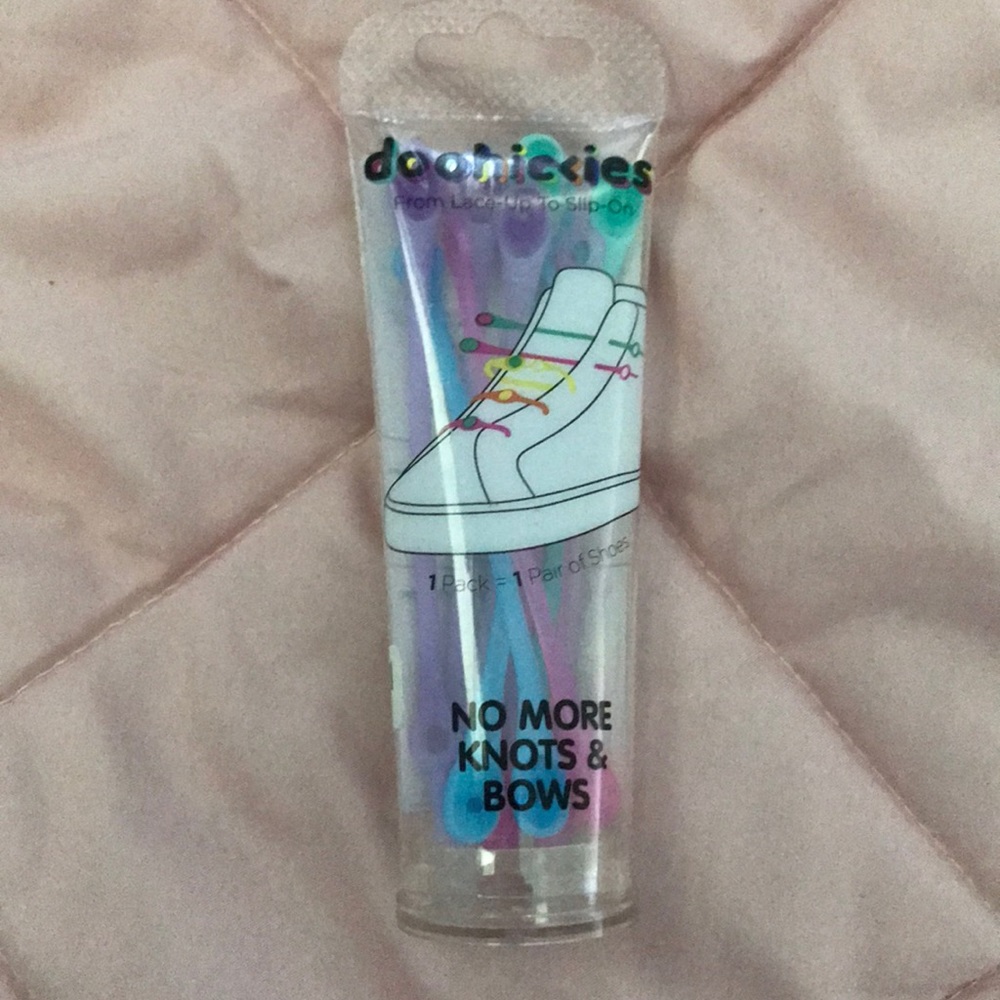 doohickies
From Lace-Up To Slip-On
1 Pack = 1 Pair of Shoes
NO MORE
KNOTS &
BOWS